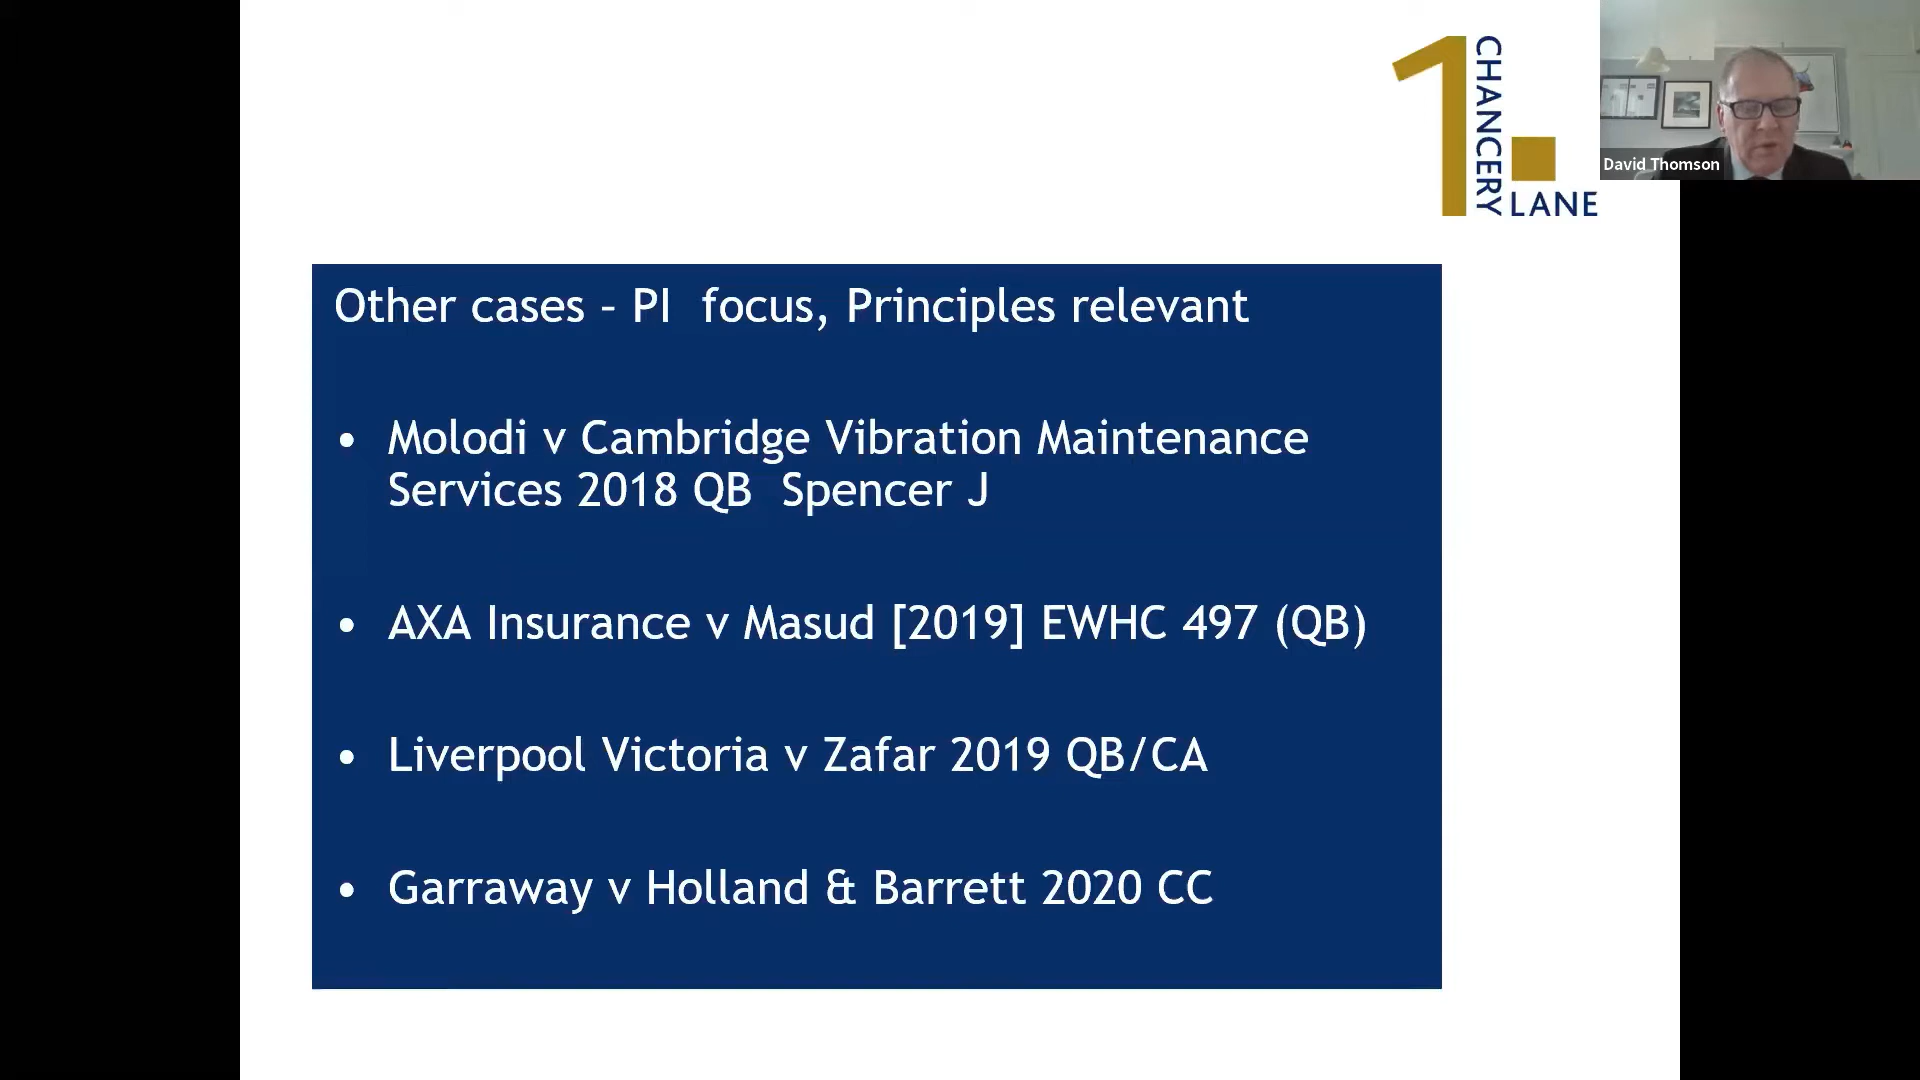 1 CHANCERY LANE
David Thomson
Other cases – PI focus, Principles relevant
• Molodi v Cambridge Vibration Maintenance
Services 2018 QB Spencer J
• AXA Insurance v Masud [2019] EWHC 497 (QB)
• Liverpool Victoria v Zafar 2019 QB/CA
• Garraway v Holland & Barrett 2020 CC